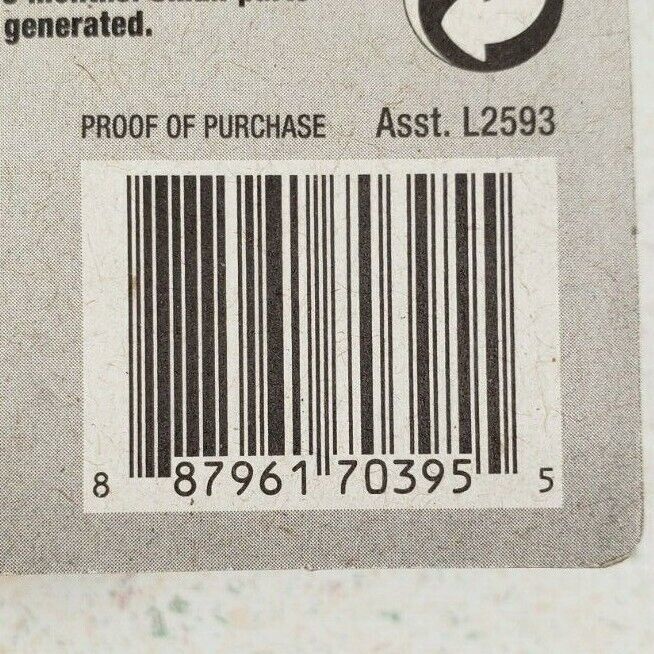 generated.
PROOF OF PURCHASE Asst. L2593
8 87961 70395 5